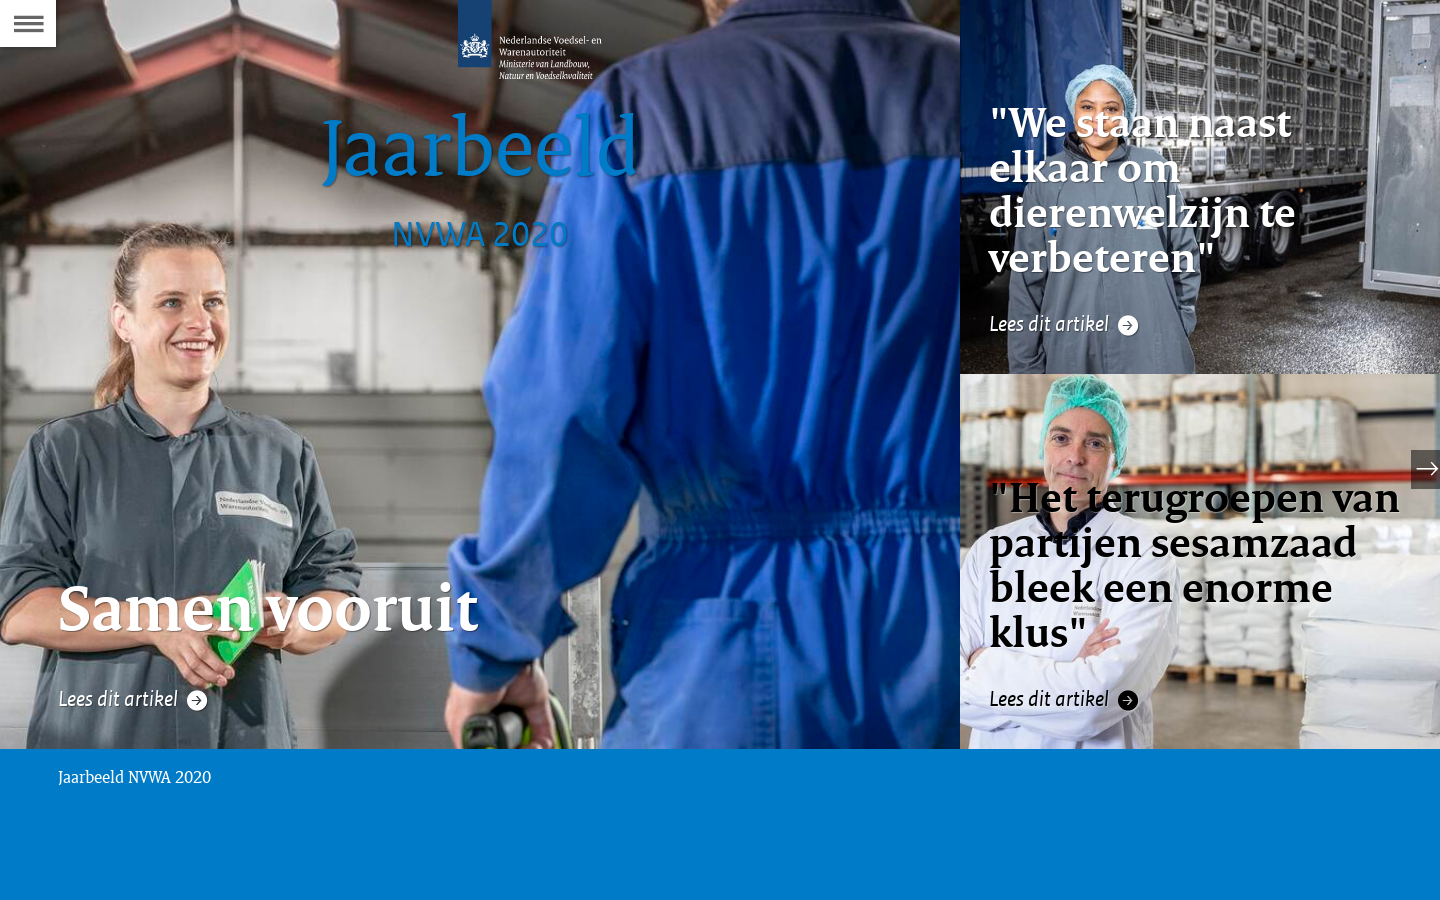 Nederlandse Voedsel- en
Warenautoriteit
Ministerie van Landbouw,
Natuur en Voedselkwaliteit
Jaarbeeld
NVWA 2020
Samen vooruit
Lees dit artikel
"We staan naast
elkaar om
dierenwelzijn te
verbeteren"
Lees dit artikel
"Het terugroepen van
partijen sesamzaad
bleek een enorme
klus"
Lees dit artikel
Jaarbeeld NVWA 2020